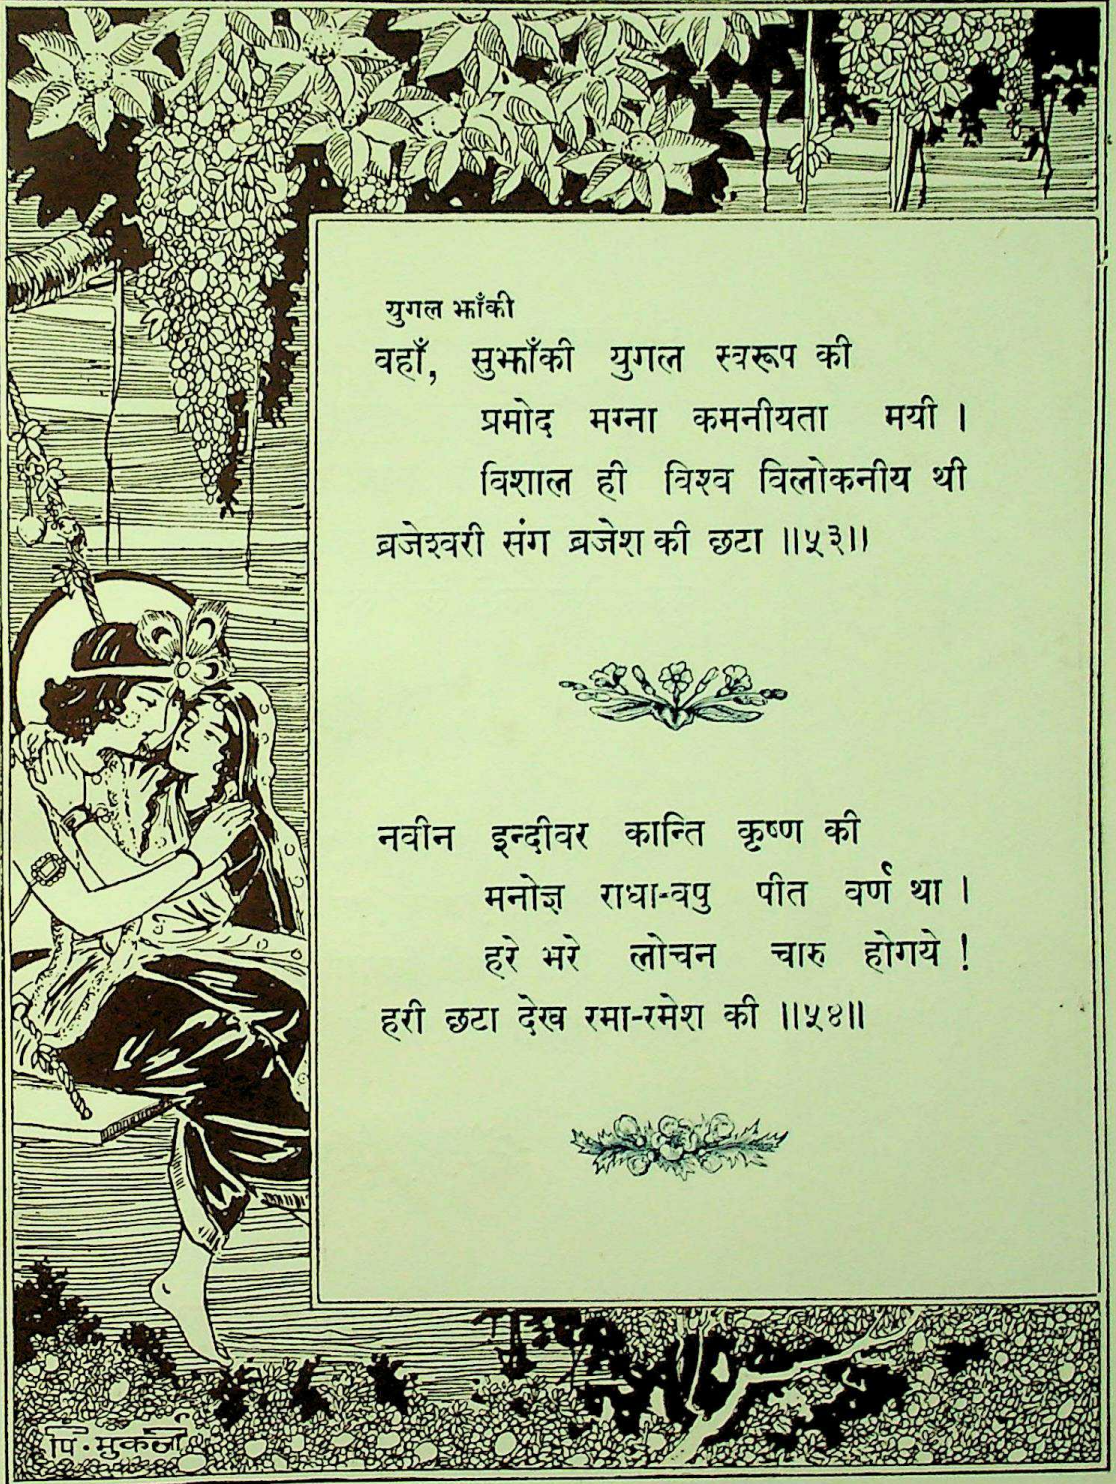 युगल झाँकी
वहाँ, सुझाँकी युगल स्वरूप की
प्रमोद मग्ना कमनीयता मयी ।
विशाल ही विश्व विलोकनीय थी
ब्रजेश्वरी संग ब्रजेश की छटा ॥५३॥
नवीन इन्दीवर कान्ति कृष्ण की
मनोज्ञ राधा-वपु पीत वर्ण था ।
हरे भरे लोचन चारु होगये !
हरी छटा देख रमा-रमेश की ॥५४॥
पि. मुकर्जी